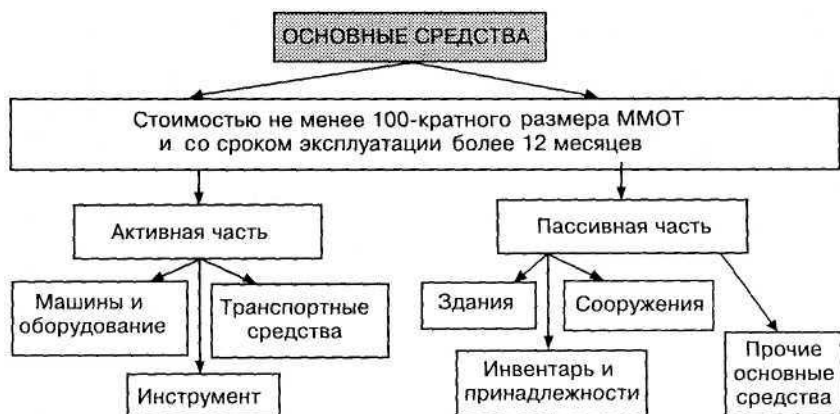 ОСНОВНЫЕ СРЕДСТВА
Стоимостью не менее 100-кратного размера ММОТ
и со сроком эксплуатации более 12 месяцев
Активная часть
Пассивная часть
Машины и
оборудование
Транспортные
средства
Инструмент
Здания
Сооружения
Инвентарь и
принадлежности
Прочие
основные
средства